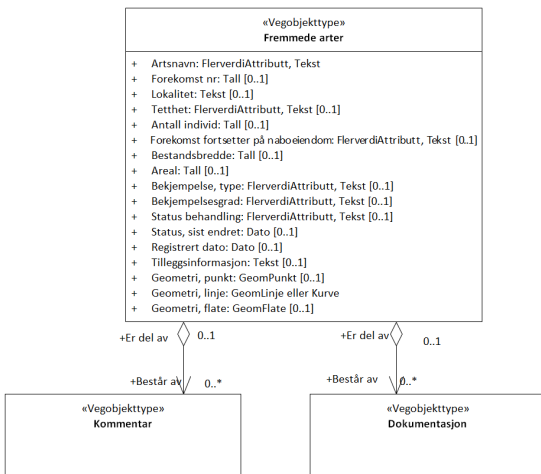 «Vegobjekttype»
Fremmede arter
+ Artsnavn: FlerverdiAttributt, Tekst
+ Forekomst nr: Tall [0..1]
+ Lokalitet: Tekst [0..1]
+ Tetthet: FlerverdiAttributt, Tekst [0..1]
+ Antall individ: Tall [0..1]
+ Forekomst fortsetter på naboeiendom: FlerverdiAttributt, Tekst [0..1]
+ Bestandsbredde: Tall [0..1]
+ Areal: Tall [0..1]
+ Bekjempelse, type: FlerverdiAttributt, Tekst [0..1]
+ Bekjempelsesgrad: FlerverdiAttributt, Tekst [0..1]
+ Status behandling: FlerverdiAttributt, Tekst [0..1]
+ Status, sist endret: Dato [0..1]
+ Registrert dato: Dato [0..1]
+ Tilleggsinformasjon: Tekst [0..1]
+ Geometri, punkt: GeomPunkt [0..1]
+ Geometri, linje: GeomLinje eller Kurve
+ Geometri, flate: GeomFlate [0..1]
+Er del av 0..1 +Er del av 0..1
+Består av 0..* +Består av 0..*
«Vegobjekttype» «Vegobjekttype»
Kommentar Dokumentasjon